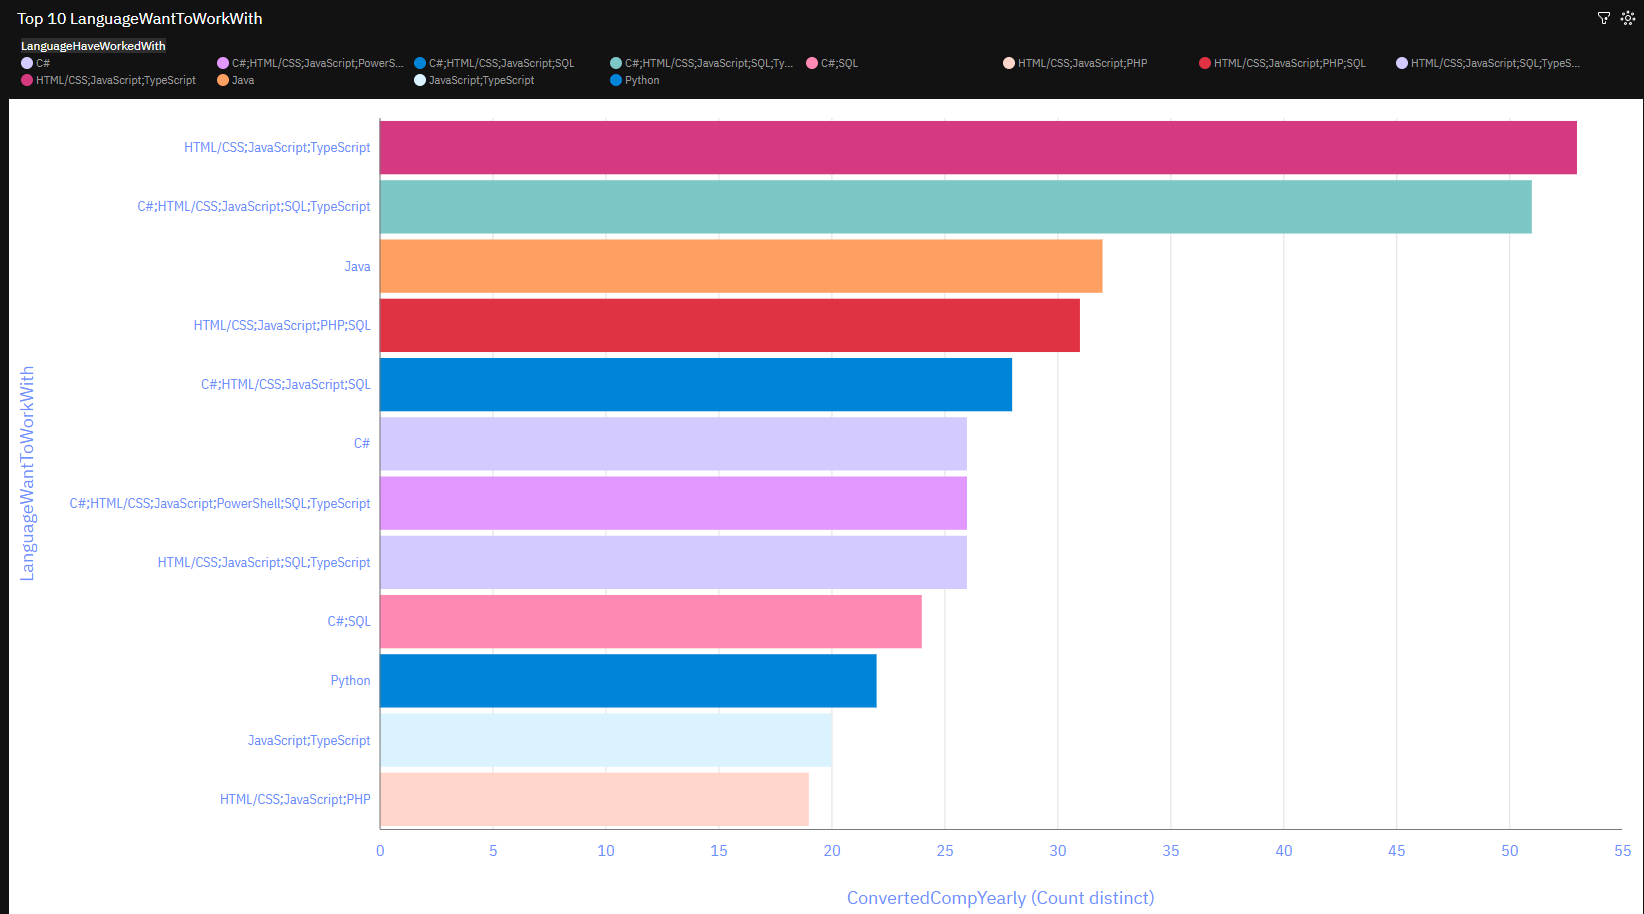 Top 10 LanguageWantToWorkWith
LanguageHaveWorkedWith
C# C#;HTML/CSS;JavaScript;PowerS... C#;HTML/CSS;JavaScript;SQL C#;HTML/CSS;JavaScript;SQL;Ty... C#;SQL HTML/CSS;JavaScript;PHP HTML/CSS;JavaScript;PHP;SQL HTML/CSS;JavaScript;SQL;TypeS...
HTML/CSS;JavaScript;TypeScript Java JavaScript;TypeScript Python
LanguageWantToWorkWith
HTML/CSS;JavaScript;TypeScript
C#;HTML/CSS;JavaScript;SQL;TypeScript
Java
HTML/CSS;JavaScript;PHP;SQL
C#;HTML/CSS;JavaScript;SQL
C#
C#;HTML/CSS;JavaScript;PowerShell;SQL;TypeScript
HTML/CSS;JavaScript;SQL;TypeScript
C#;SQL
Python
JavaScript;TypeScript
HTML/CSS;JavaScript;PHP
0 5 10 15 20 25 30 35 40 45 50 55
ConvertedCompYearly (Count distinct)